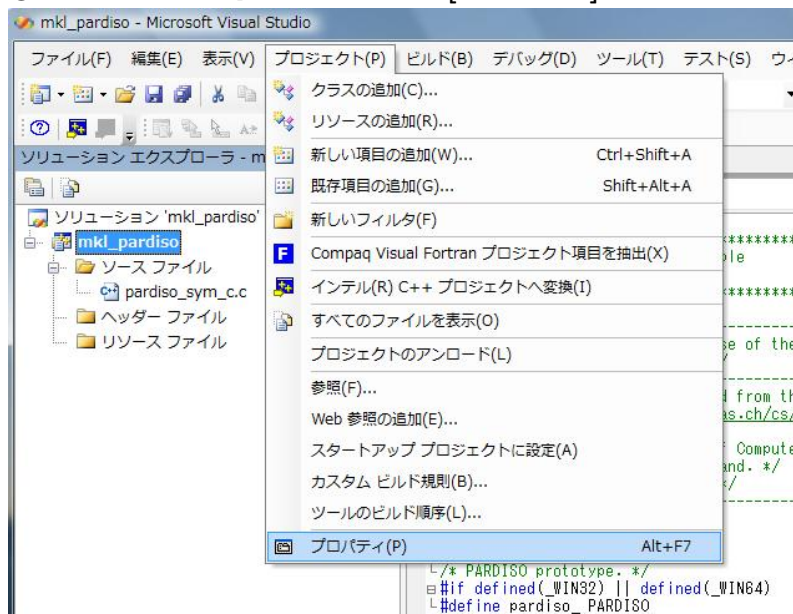 mkl_pardiso - Microsoft Visual Studio
ファイル(F) 編集(E) 表示(V) プロジェクト(P) ビルド(B) デバッグ(D) ツール(T) テスト(S)
クラスの追加(C)...
リソースの追加(R)...
新しい項目の追加(W)... Ctrl+Shift+A
既存項目の追加(G)... Shift+Alt+A
新しいフィルタ(F)
Compaq Visual Fortran プロジェクト項目を抽出(X)
インテル(R) C++ プロジェクトへ変換(I)
すべてのファイルを表示(O)
プロジェクトのアンロード(L)
参照(F)...
Web 参照の追加(E)...
スタートアップ プロジェクトに設定(A)
カスタム ビルド規則(B)...
ツールのビルド順序(L)...
プロパティ(P) Alt+F7
ソリューション エクスプローラ - m
ソリューション 'mkl_pardiso'
mkl_pardiso
ソース ファイル
pardiso_sym_c.c
ヘッダー ファイル
リソース ファイル
********
ple
********
se of the
d from th
as.ch/cs/
Compute
and. */
*/
/* PARDISO prototype. */
#if defined(_WIN32) || defined(_WIN64)
#define pardiso_ PARDISO